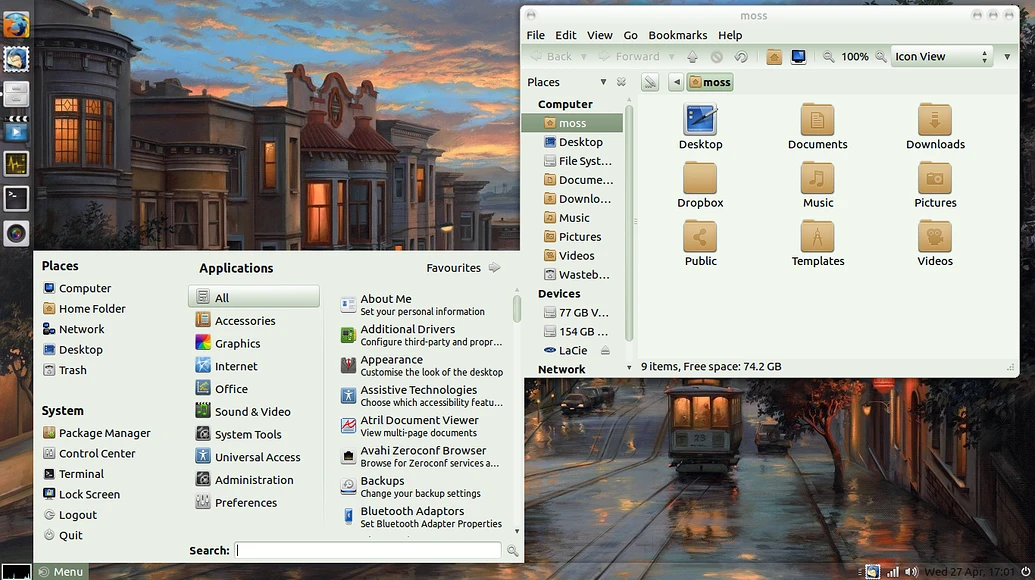 moss
File Edit View Go Bookmarks Help
Back Forward 100% Icon View
Places moss
Computer
moss
Desktop
File Syst...
Docume...
Downlo...
Music
Pictures
Videos
Wasteb...
Devices
77 GB V...
154 GB ...
LaCie
Network
Desktop Documents Downloads
Dropbox Music Pictures
Public Templates Videos
9 items, Free space: 74.2 GB
Places
Computer
Home Folder
Network
Desktop
Trash
System
Package Manager
Control Center
Terminal
Lock Screen
Logout
Quit
Applications
Favourites
All
Accessories
Graphics
Internet
Office
Sound & Video
System Tools
Universal Access
Administration
Preferences
About Me
Set your personal information
Additional Drivers
Configure third-party and propr...
Appearance
Customise the look of the desktop
Assistive Technologies
Choose which accessibility featu...
Atril Document Viewer
View multi-page documents
Avahi Zeroconf Browser
Browse for Zeroconf services a...
Backups
Change your backup settings
Bluetooth Adaptors
Set Bluetooth Adapter Properties
Search:
23
Menu
Wed 27 Apr, 17:01